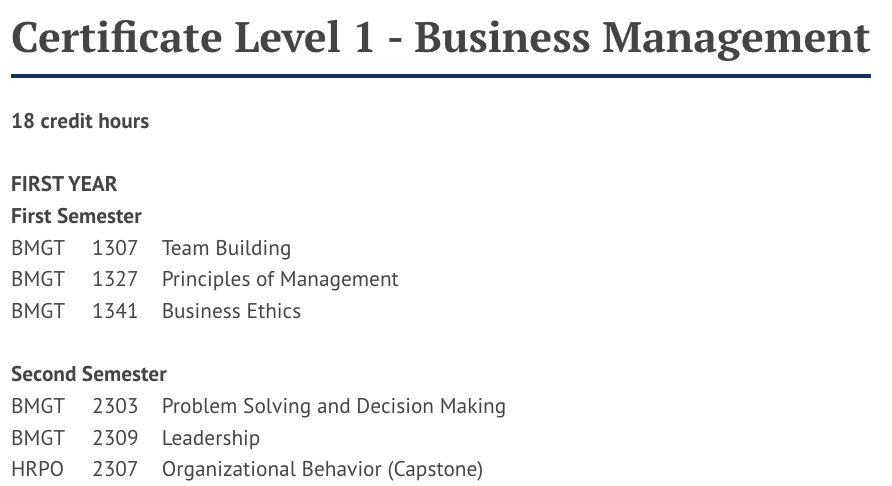 Certificate Level 1 - Business Management
18 credit hours
FIRST YEAR
First Semester
BMGT 1307 Team Building
BMGT 1327 Principles of Management
BMGT 1341 Business Ethics
Second Semester
BMGT 2303 Problem Solving and Decision Making
BMGT 2309 Leadership
HRPO 2307 Organizational Behavior (Capstone)